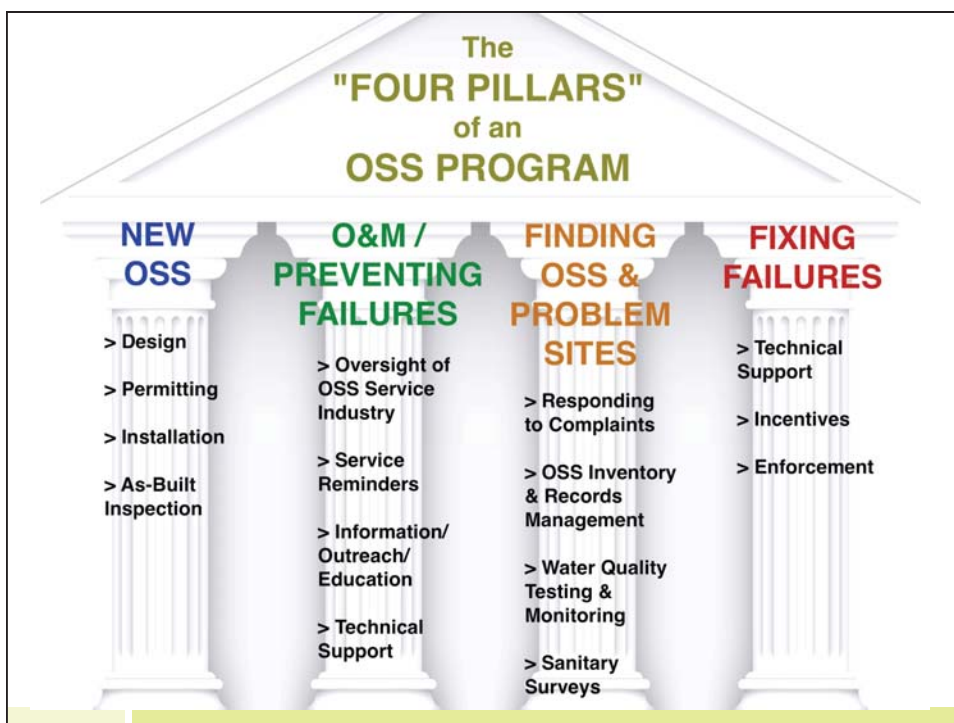 The
"FOUR PILLARS"
of an
OSS PROGRAM
NEW
OSS
> Design
> Permitting
> Installation
> As-Built
Inspection
O&M /
PREVENTING
FAILURES
> Oversight of
OSS Service
Industry
> Service
Reminders
> Information/
Outreach/
Education
> Technical
Support
FINDING
OSS &
PROBLEM
SITES
> Responding
to Complaints
> OSS Inventory
& Records
Management
> Water Quality
Testing &
Monitoring
> Sanitary
Surveys
FIXING
FAILURES
> Technical
Support
> Incentives
> Enforcement